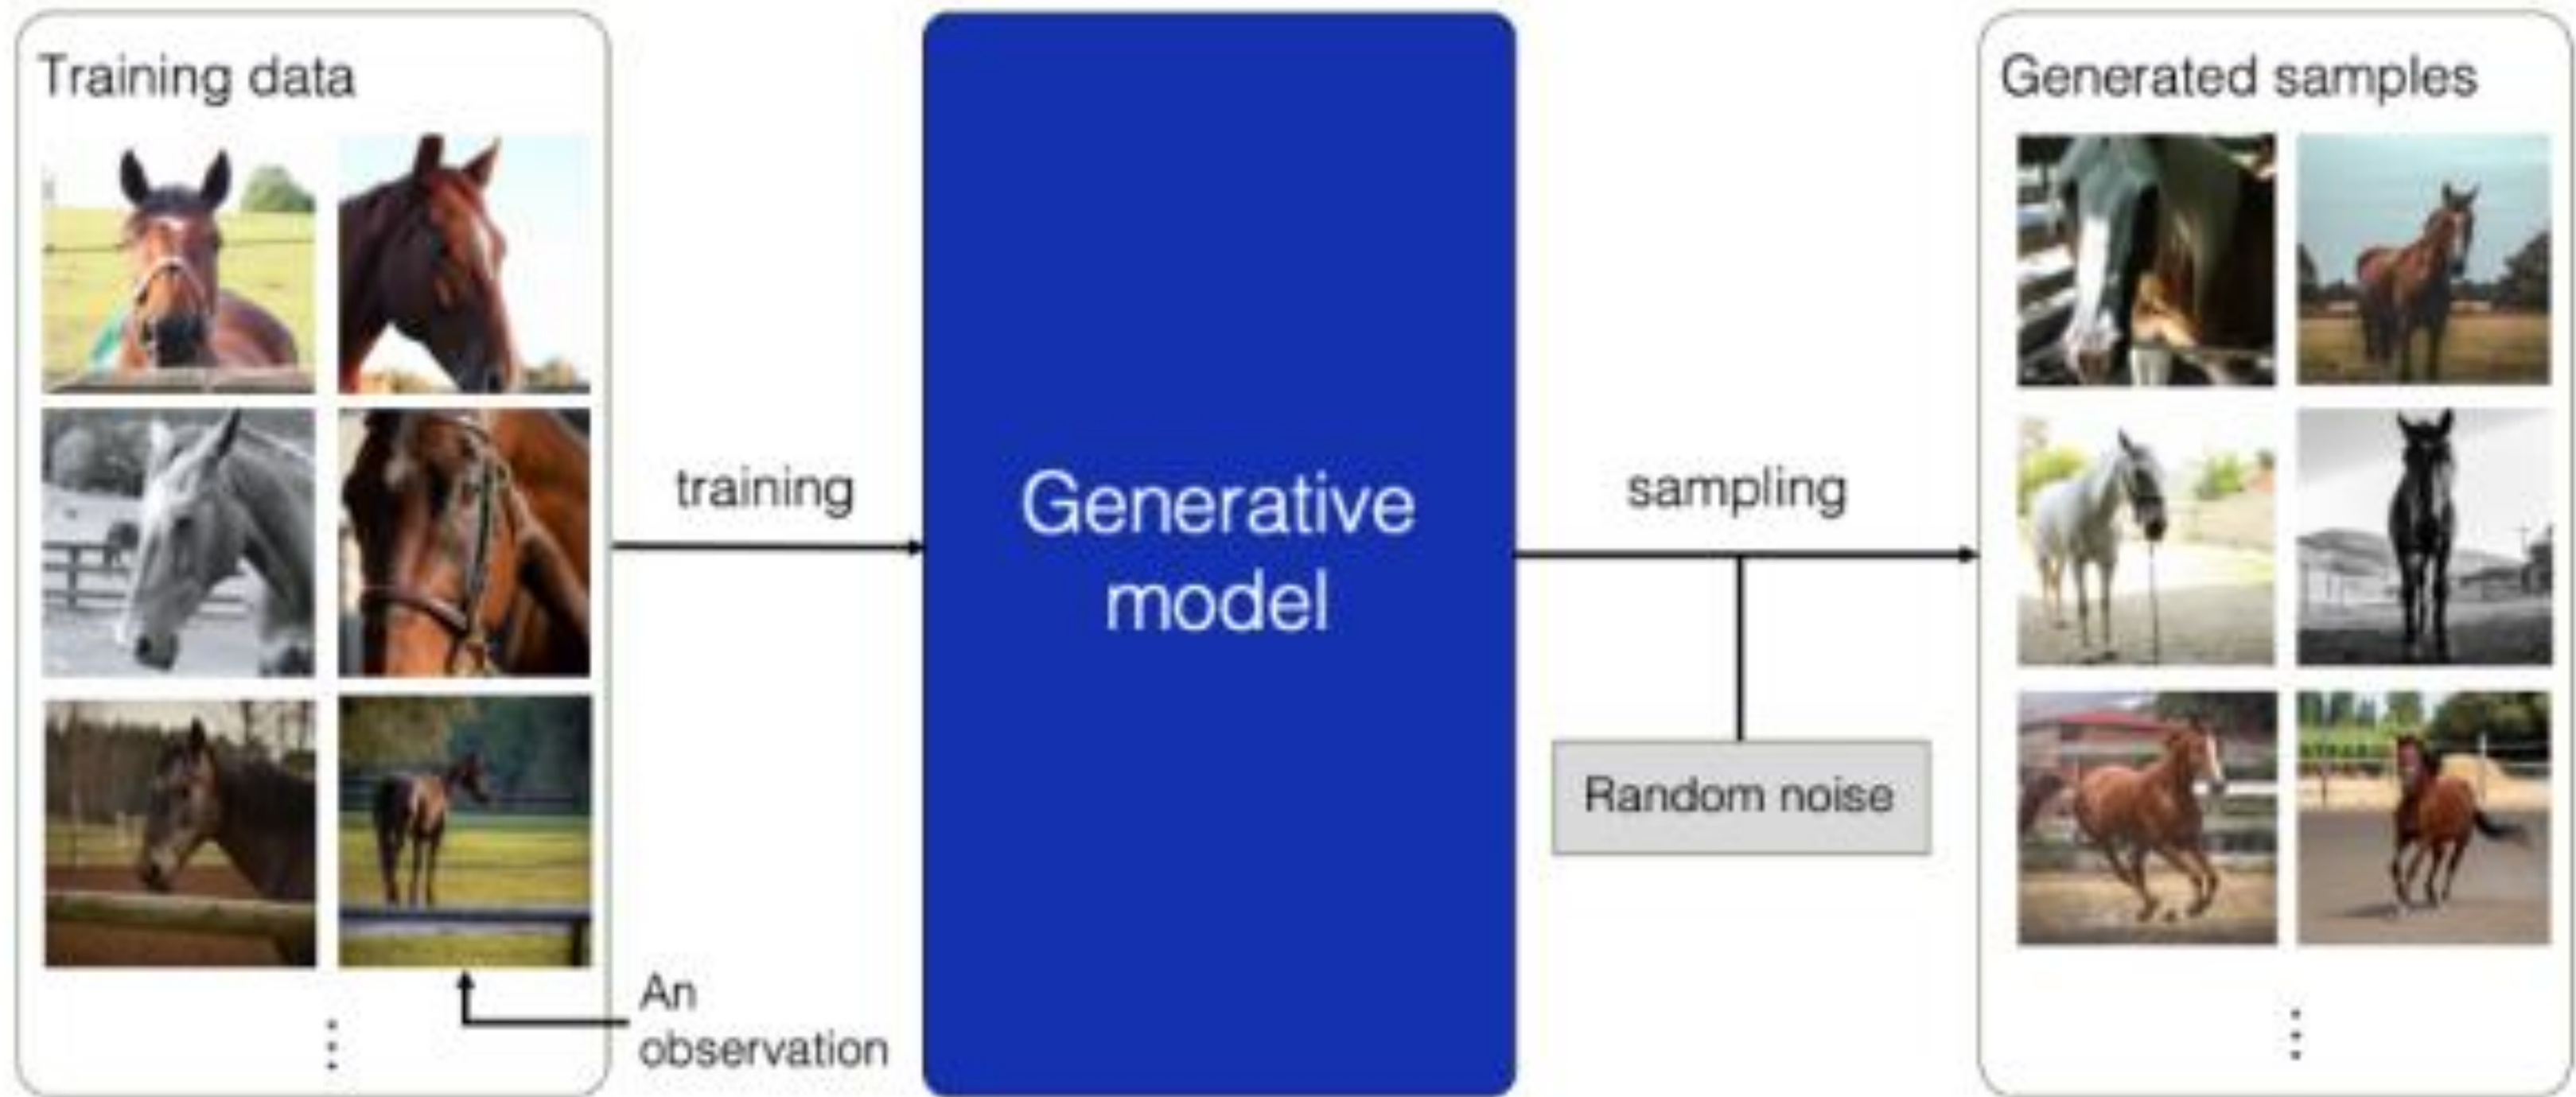 Training data
An
observation
training
Generative
model
sampling
Random noise
Generated samples